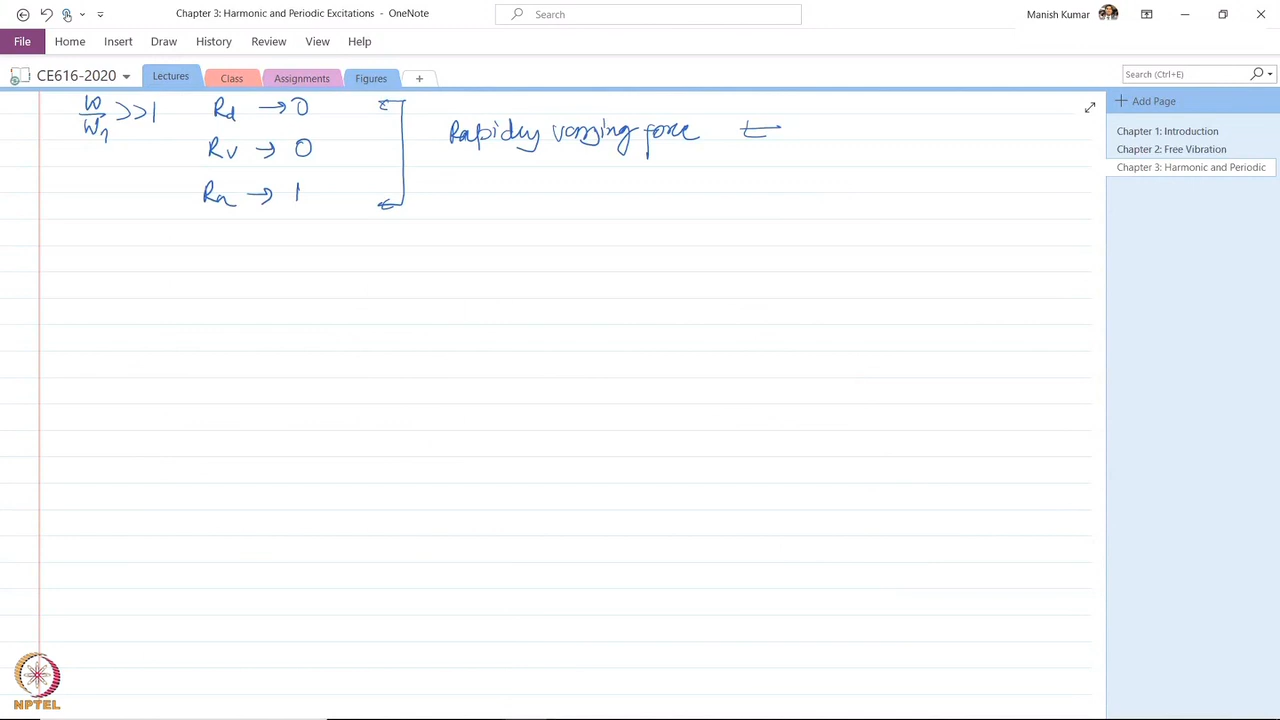 Chapter 3: Harmonic and Periodic Excitations - OneNote
Search
Manish Kumar
File Home Insert Draw History Review View Help
CE616-2020 Lectures Class Assignments Figures +
Search (Ctrl+E)
Add Page
Chapter 1: Introduction
Chapter 2: Free Vibration
Chapter 3: Harmonic and Periodic
ω/ωn >> 1 Rd → 0
Rv → 0
Ra → 1
Rapidly varying force
NPTEL